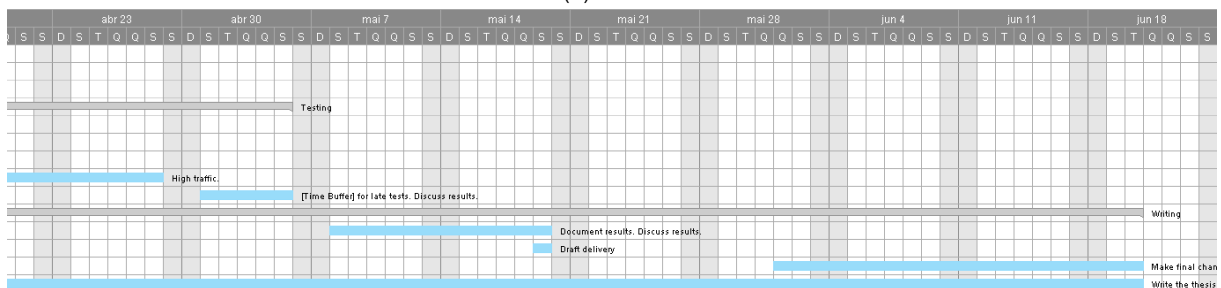 abr 23 abr 30 mai 7 mai 14 mai 21 mai 28 jun 4 jun 11 jun 18
S S D S T Q Q S S D S T Q Q S S D S T Q Q S S D S T Q Q S S D S T Q Q S S D S T Q Q S S D S T Q Q S S D S T Q Q S S D S T Q Q S S
Testing
High traffic.
[Time Buffer] for late tests. Discuss results.
Writing
Document results. Discuss results.
Draft delivery
Make final chan
Write the thesis